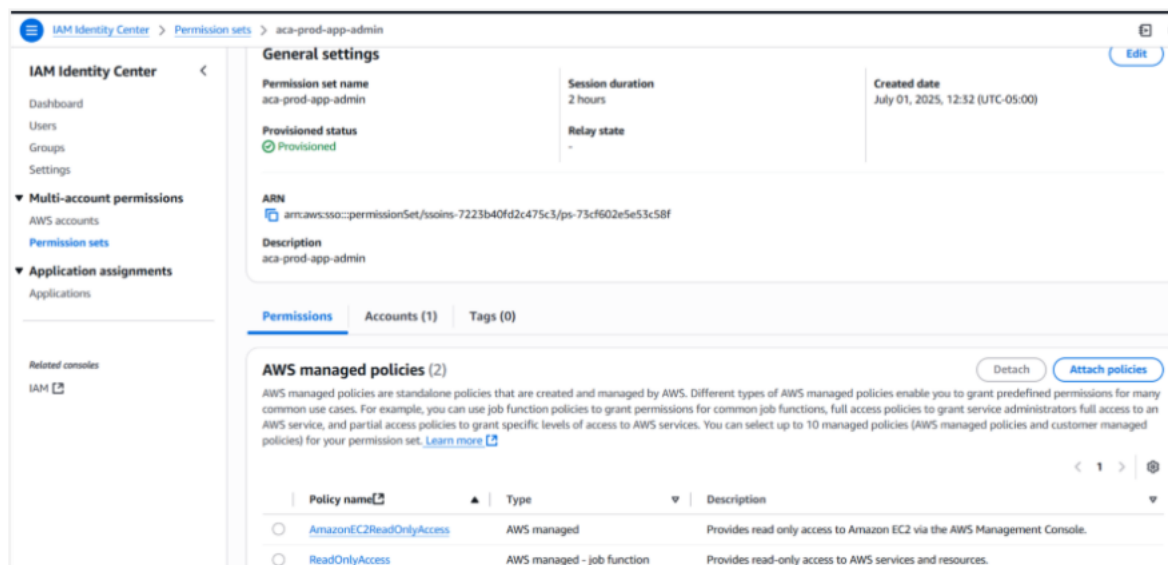 IAM Identity Center > Permission sets > aca-prod-app-admin
IAM Identity Center
Dashboard
Users
Groups
Settings
Multi-account permissions
AWS accounts
Permission sets
Application assignments
Applications
Related consoles
IAM
General settings
Edit
Permission set name
aca-prod-app-admin
Session duration
2 hours
Created date
July 01, 2025, 12:32 (UTC-05:00)
Provisioned status
Provisioned
Relay state
-
ARN
arn:aws:sso:::permissionSet/ssoins-7223b40fd2c475c3/ps-73cf602e5e53c58f
Description
aca-prod-app-admin
Permissions
Accounts (1)
Tags (0)
AWS managed policies (2)
Detach
Attach policies
AWS managed policies are standalone policies that are created and managed by AWS. Different types of AWS managed policies enable you to grant predefined permissions for many
common use cases. For example, you can use job function policies to grant permissions for common job functions, full access policies to grant service administrators full access to an
AWS service, and partial access policies to grant specific levels of access to AWS services. You can select up to 10 managed policies (AWS managed policies and customer managed
policies) for your permission set. Learn more
< 1 >
Policy name Type Description
AmazonEC2ReadOnlyAccess AWS managed Provides read only access to Amazon EC2 via the AWS Management Console.
ReadOnlyAccess AWS managed - job function Provides read-only access to AWS services and resources.